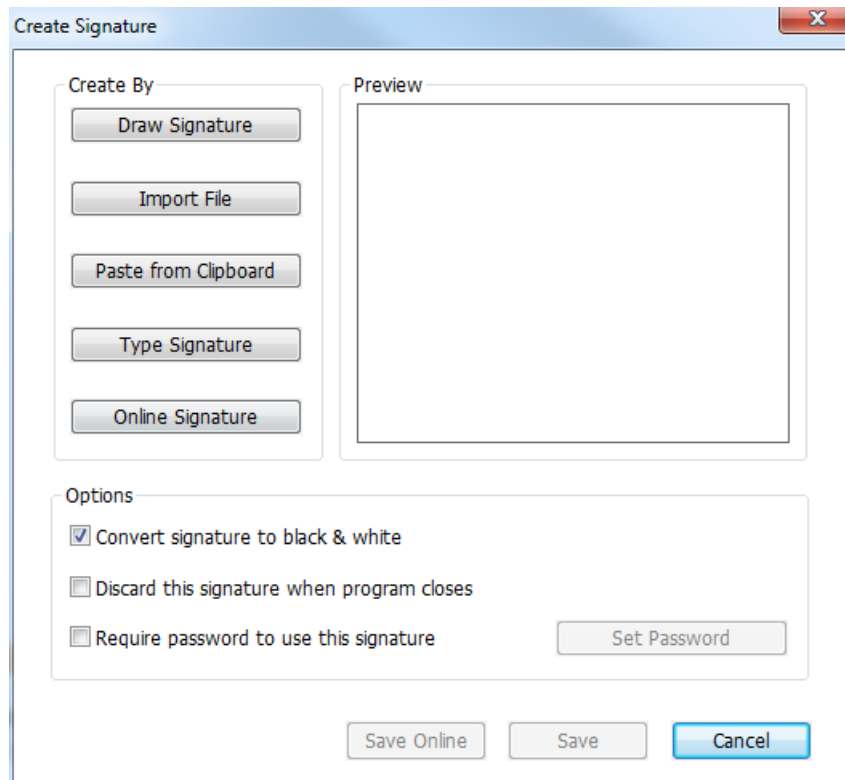 Create Signature
Create By
Draw Signature
Import File
Paste from Clipboard
Type Signature
Online Signature
Preview
Options
Convert signature to black & white
Discard this signature when program closes
Require password to use this signature
Set Password
Save Online
Save
Cancel